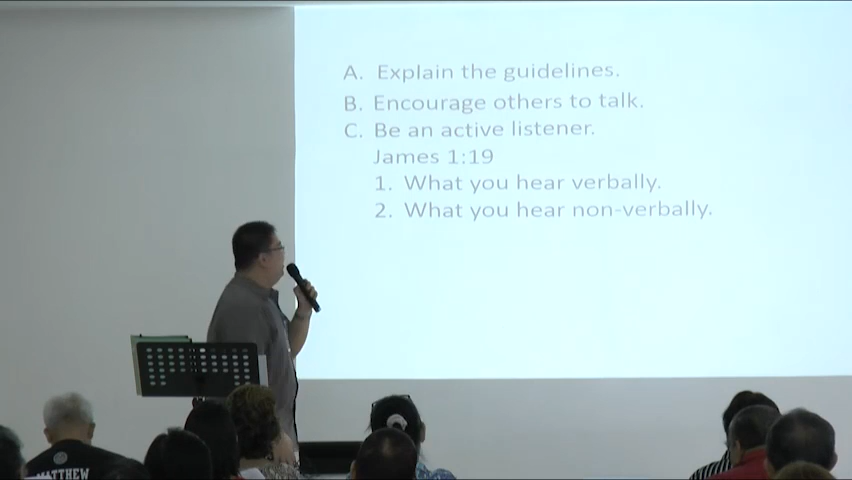 A. Explain the guidelines.
B. Encourage others to talk.
C. Be an active listener.
James 1:19
1. What you hear verbally.
2. What you hear non-verbally.
MATTHEW